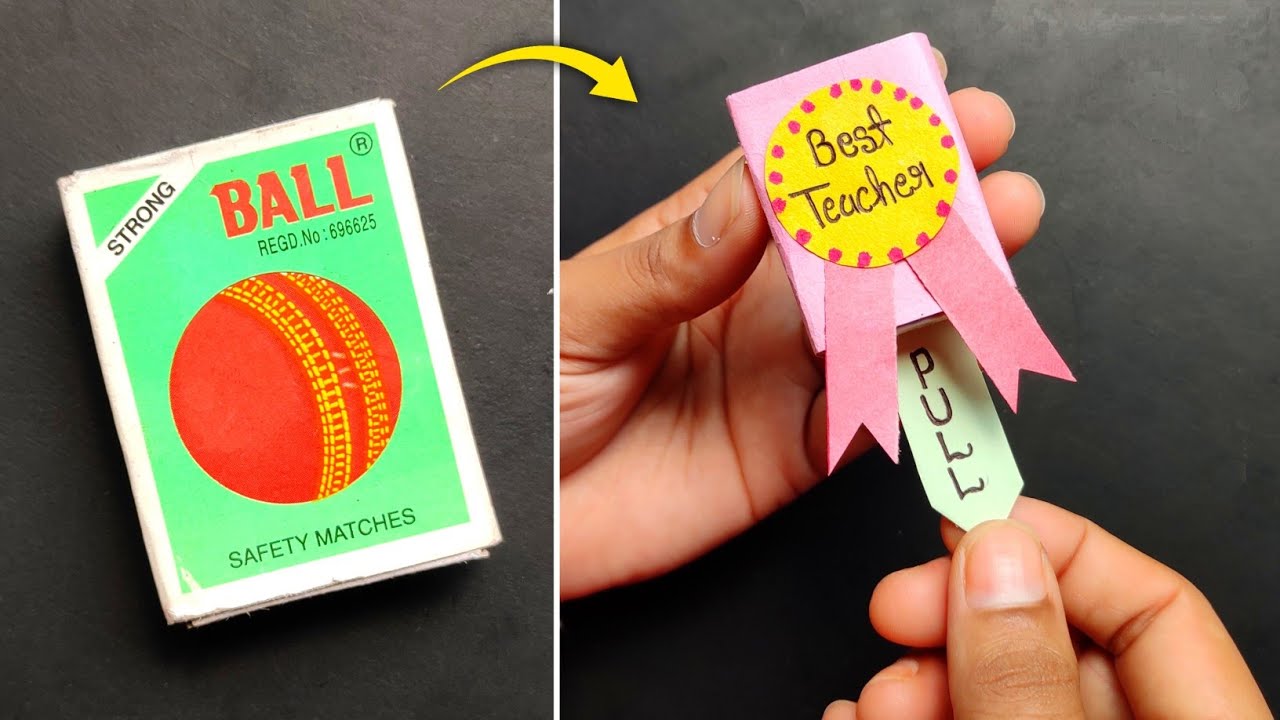 STRONG
BALL ®
REGD.No: 696625
SAFETY MATCHES
Best
Teacher
PULL